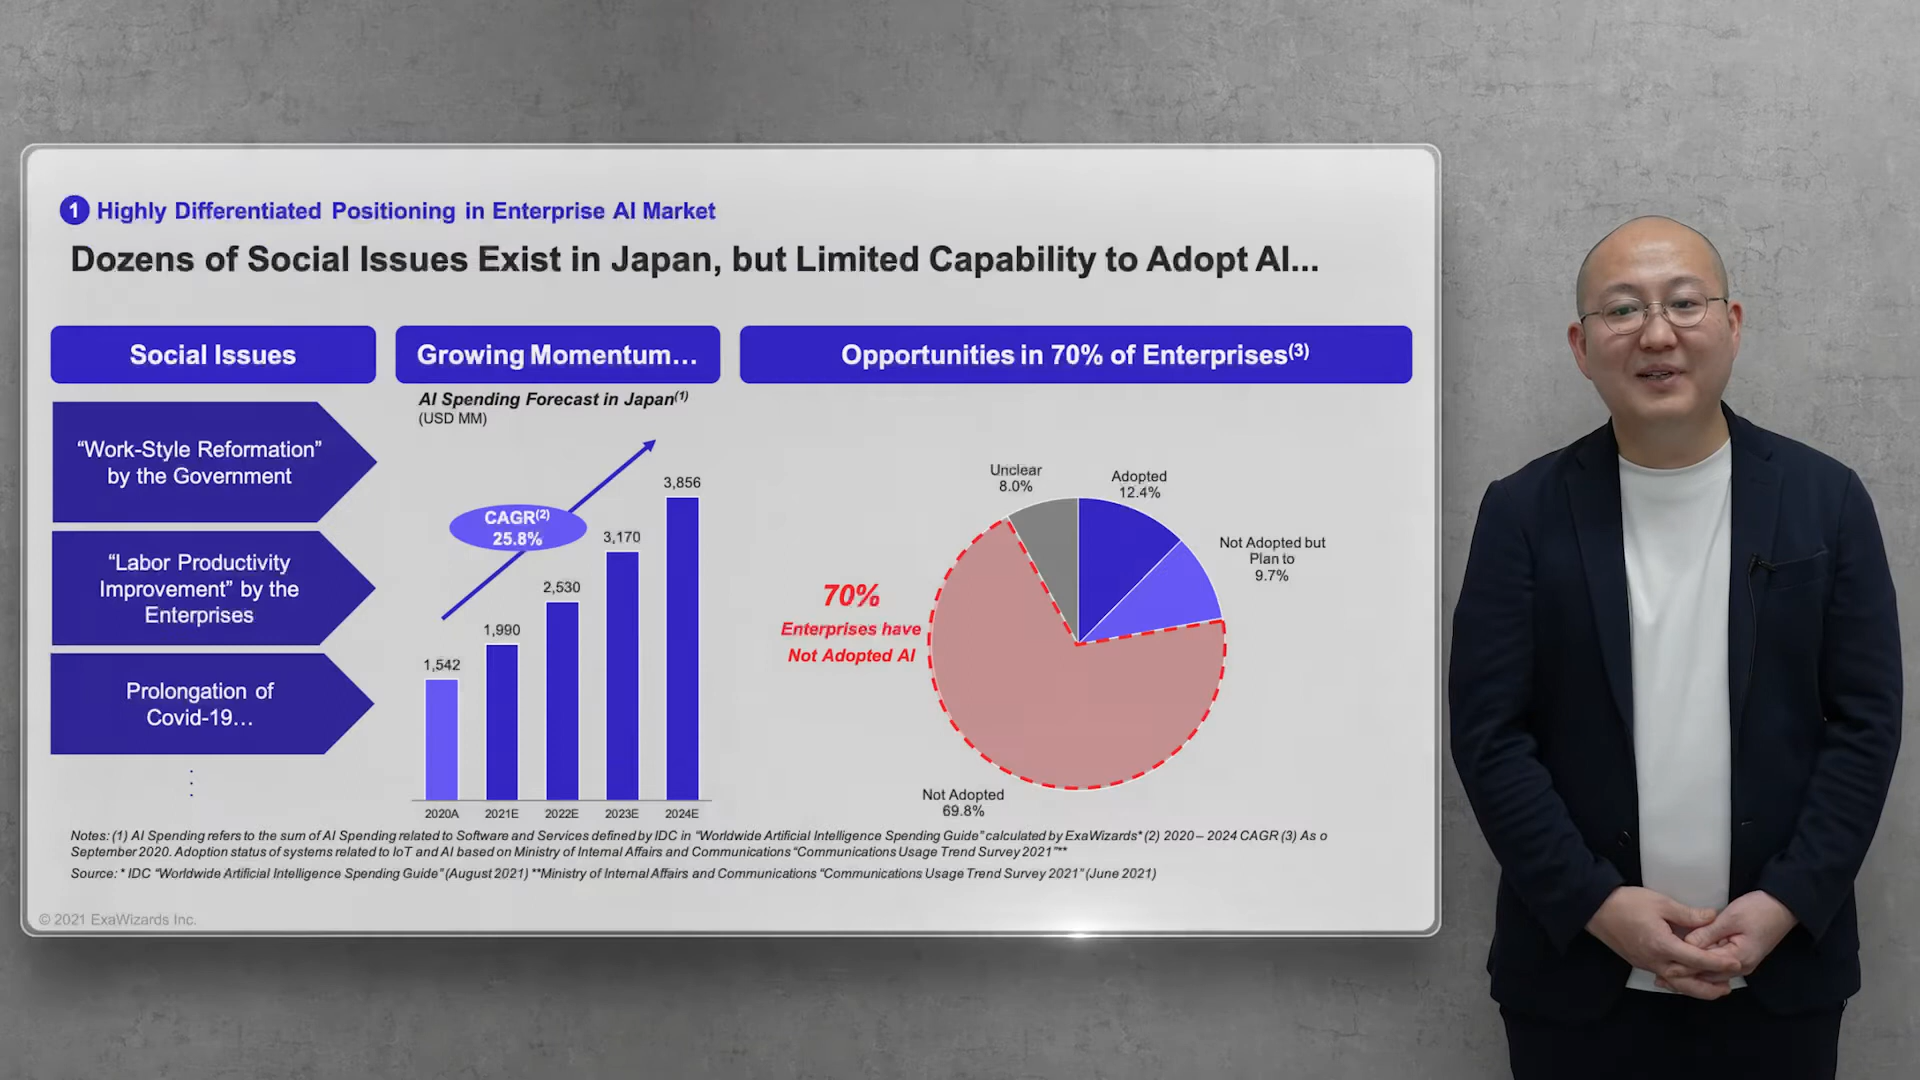 1 Highly Differentiated Positioning in Enterprise AI Market
Dozens of Social Issues Exist in Japan, but Limited Capability to Adopt AI...
Social Issues
“Work-Style Reformation”
by the Government
“Labor Productivity
Improvement” by the
Enterprises
Prolongation of
Covid-19…
Growing Momentum…
AI Spending Forecast in Japan(1)
(USD MM)
CAGR(2)
25.8%
1,542
1,990
2,530
3,170
3,856
2020A
2021E
2022E
2023E
2024E
Opportunities in 70% of Enterprises(3)
Unclear
8.0%
Adopted
12.4%
Not Adopted but
Plan to
9.7%
70%
Enterprises have
Not Adopted AI
Not Adopted
69.8%
Notes: (1) AI Spending refers to the sum of AI Spending related to Software and Services defined by IDC in “Worldwide Artificial Intelligence Spending Guide” calculated by ExaWizards* (2) 2020 – 2024 CAGR (3) As o
September 2020. Adoption status of systems related to IoT and AI based on Ministry of Internal Affairs and Communications “Communications Usage Trend Survey 2021”**
Source: * IDC “Worldwide Artificial Intelligence Spending Guide” (August 2021) **Ministry of Internal Affairs and Communications “Communications Usage Trend Survey 2021” (June 2021)
© 2021 ExaWizards Inc.